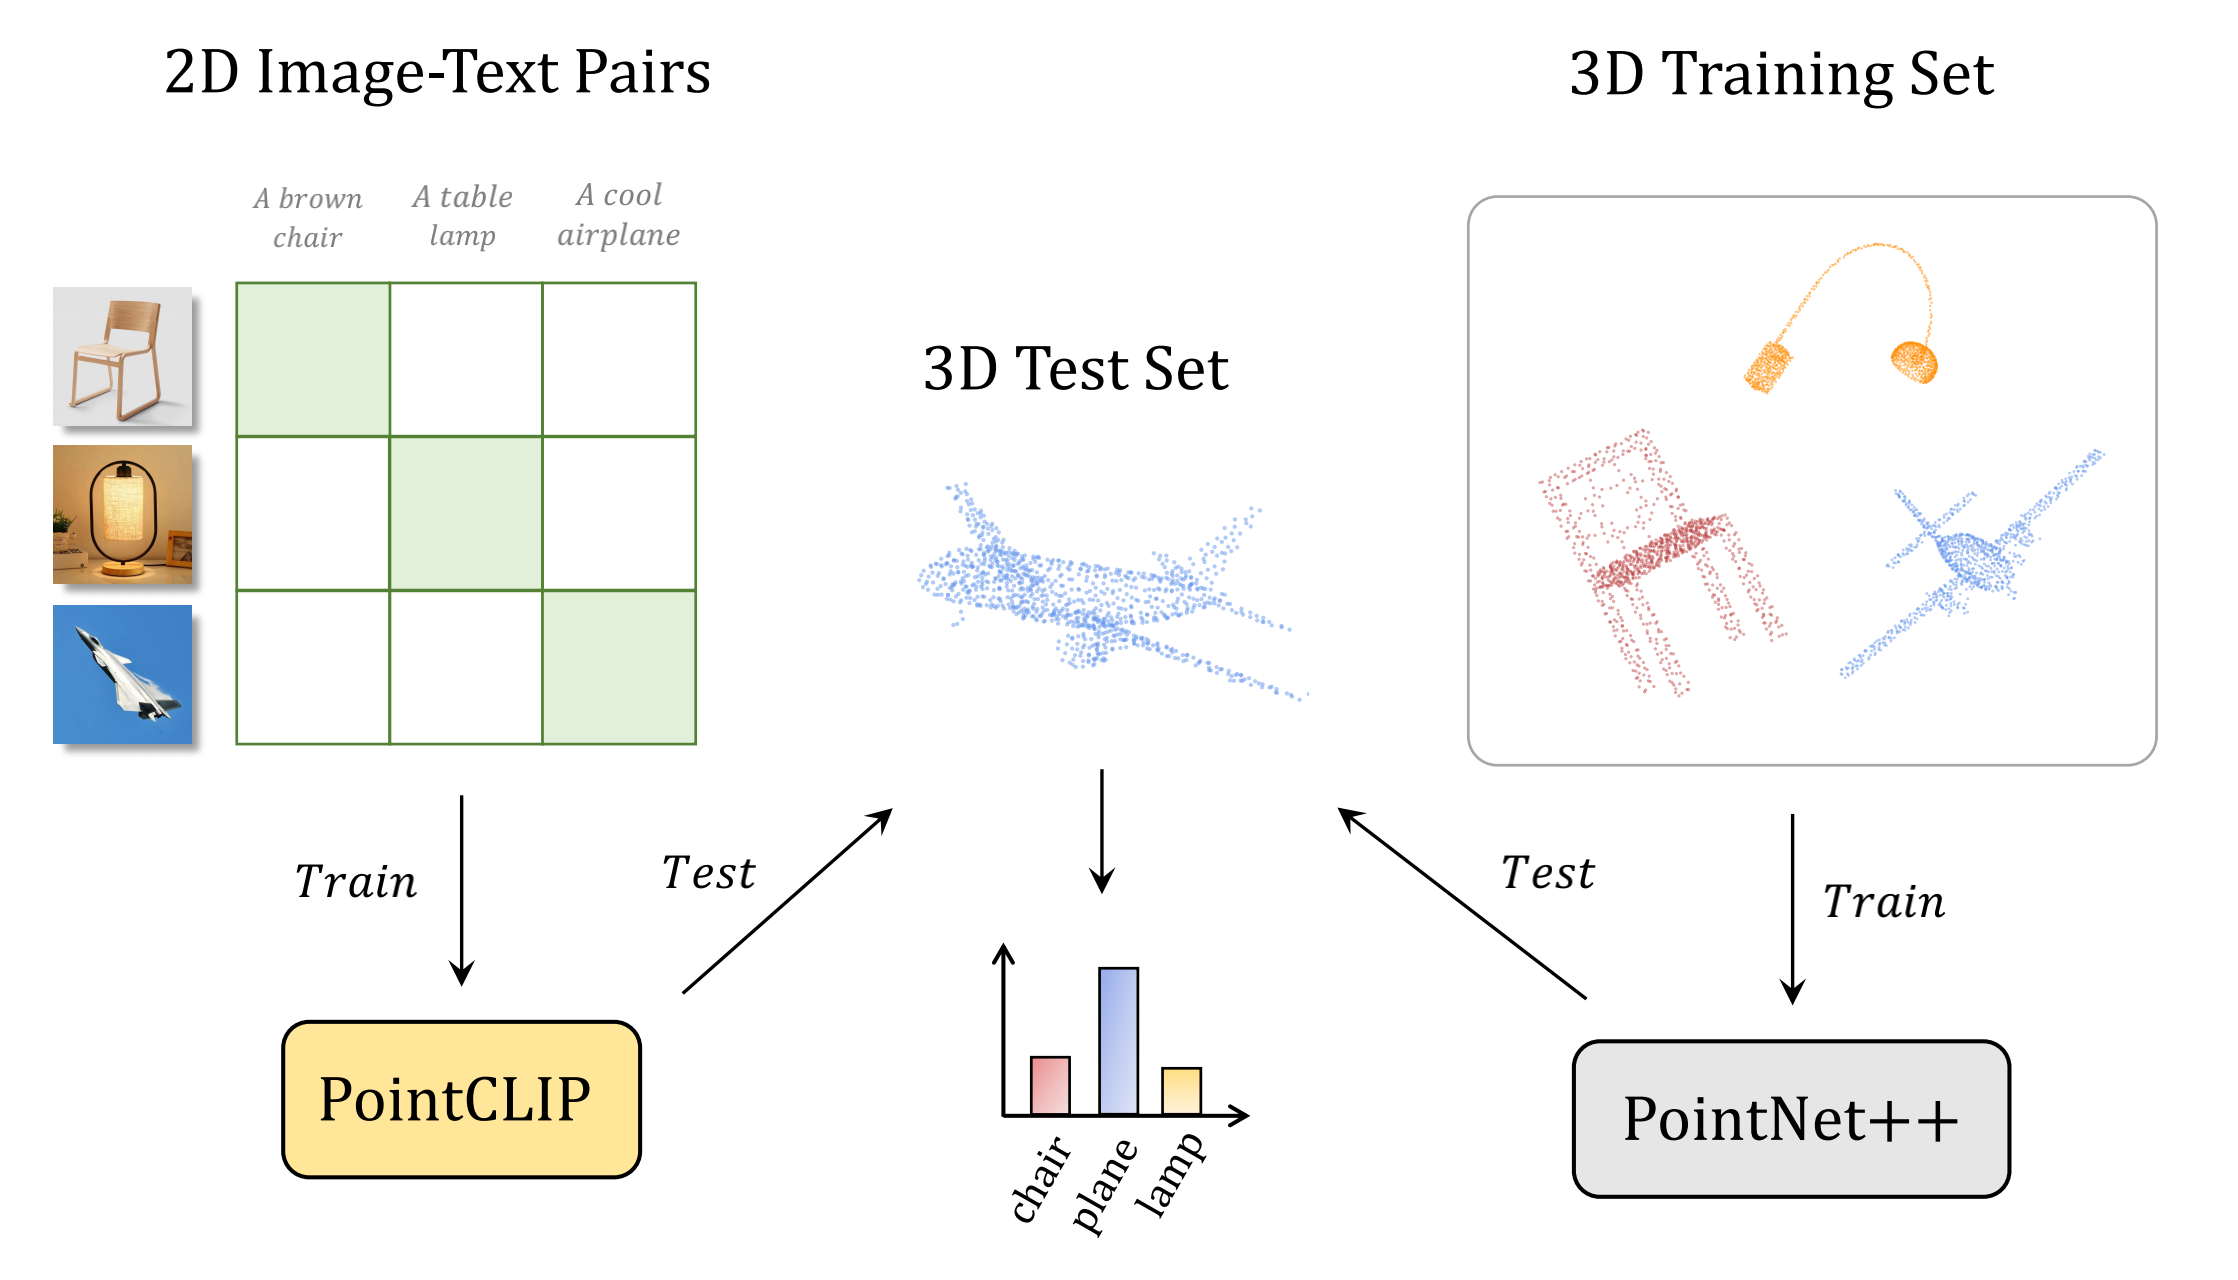 2D Image-Text Pairs
3D Training Set
A brown
chair
A table
lamp
A cool
airplane
3D Test Set
Train
Test
Test
Train
PointCLIP
chair
plane
lamp
PointNet++